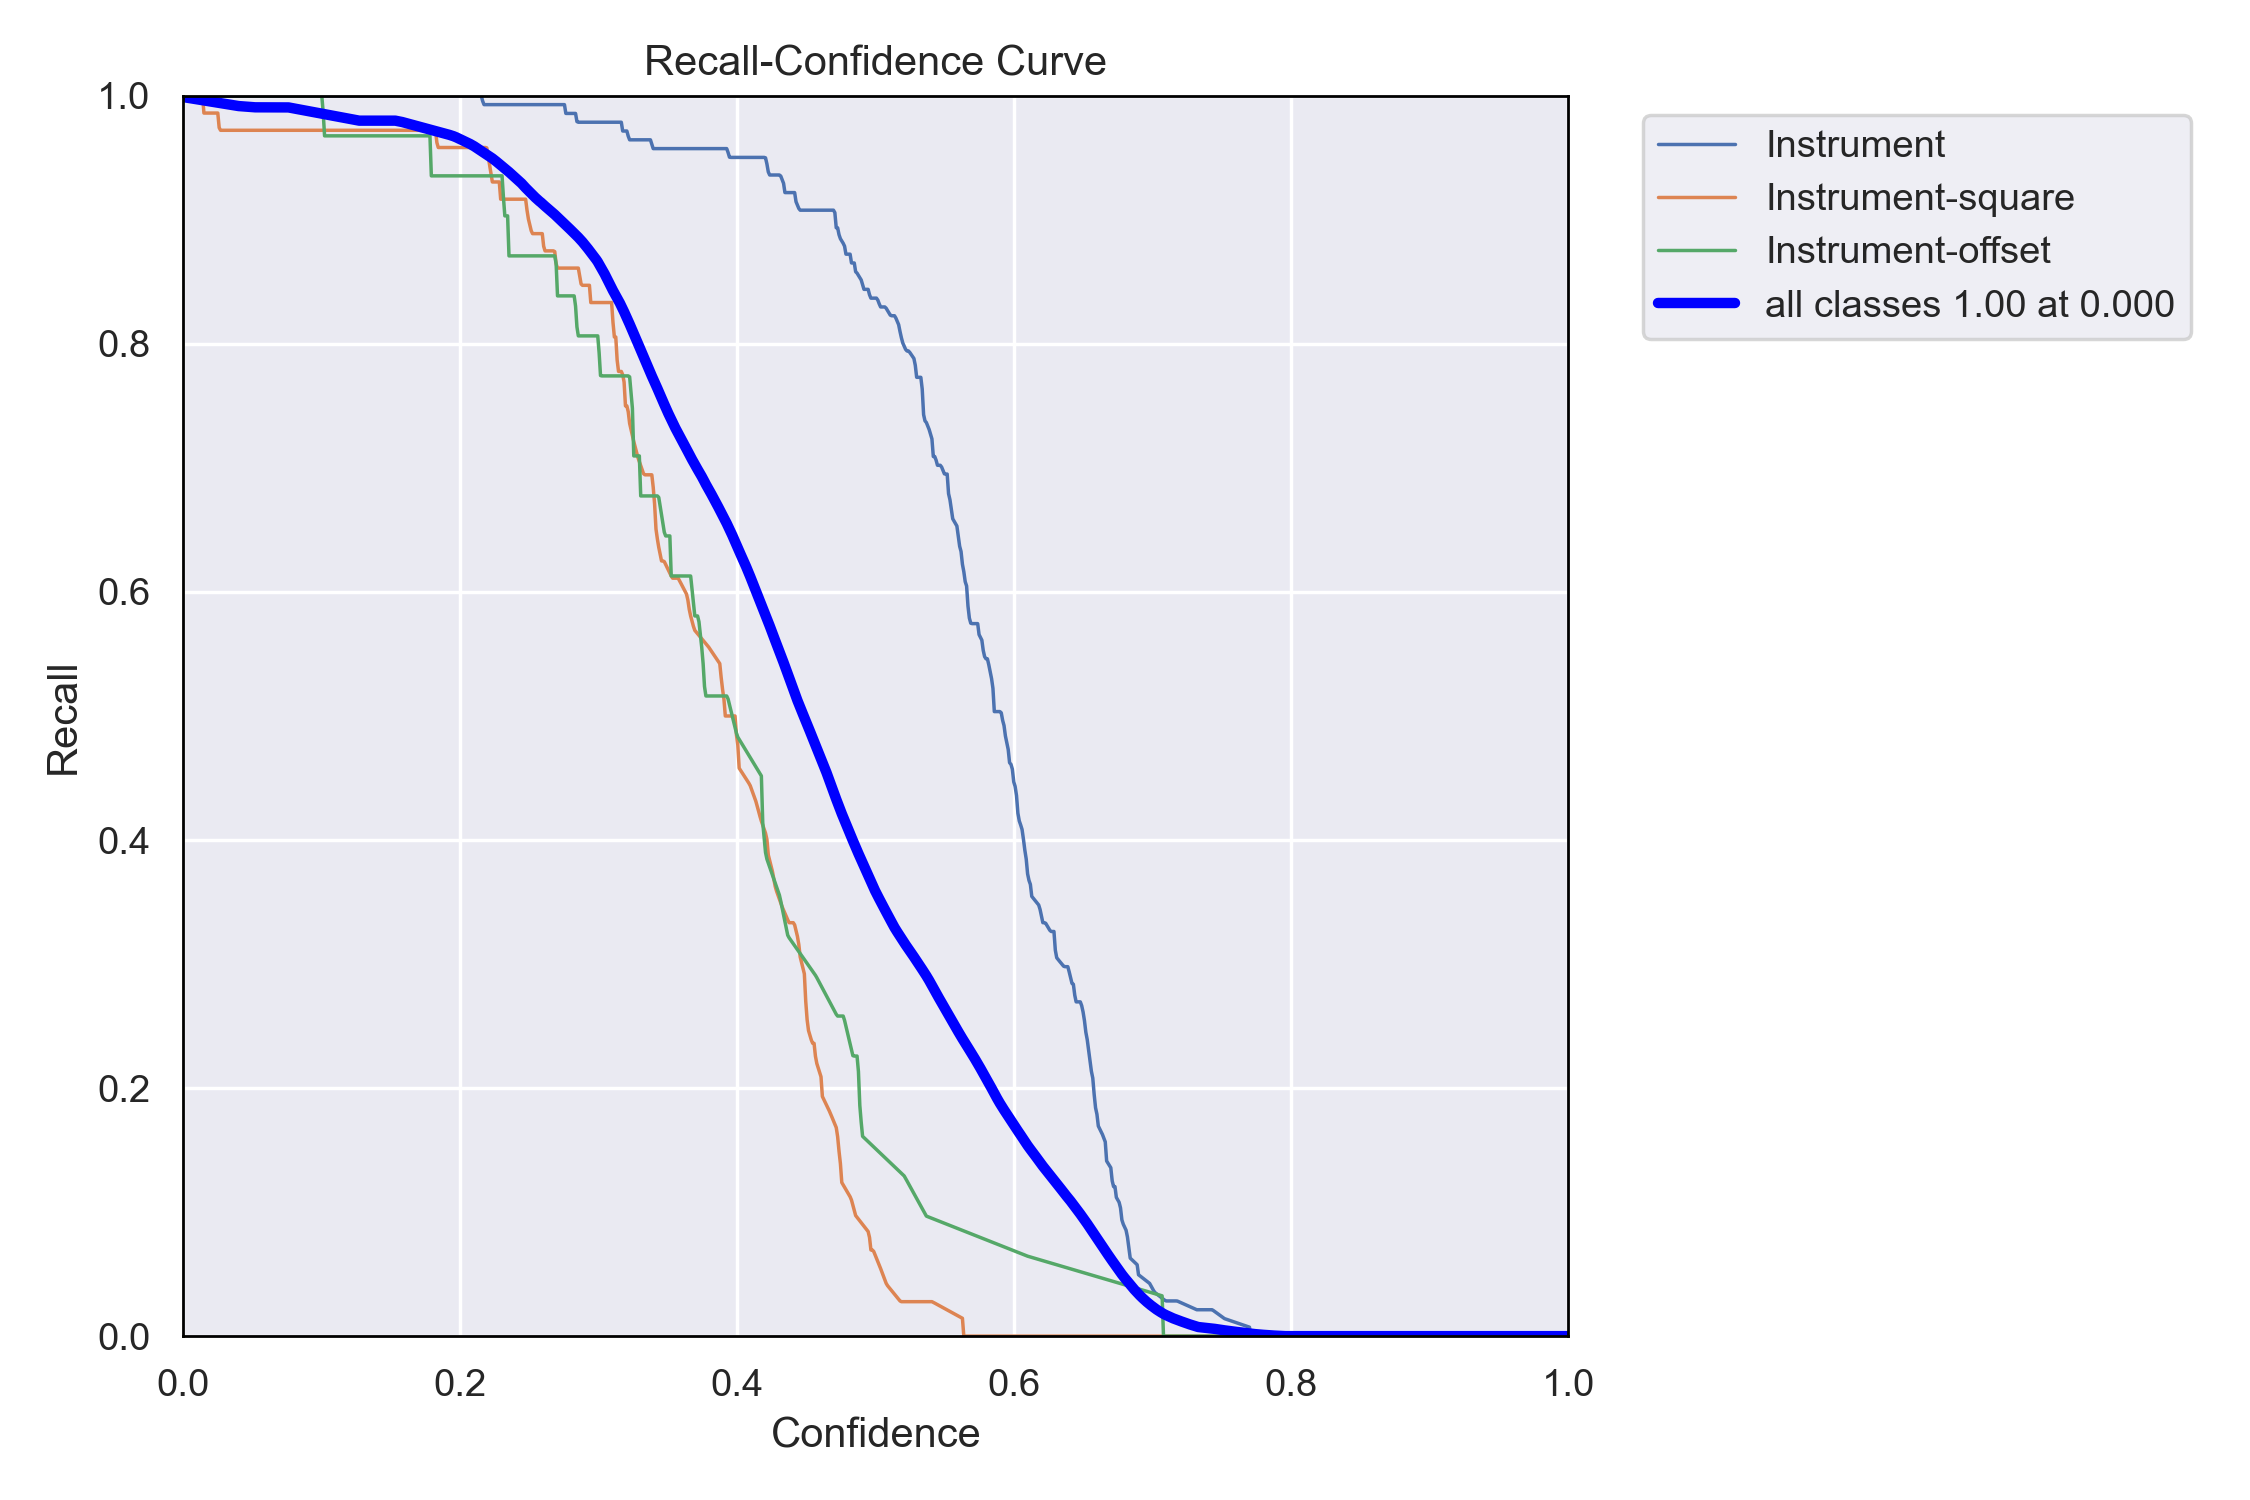 Recall-Confidence Curve
1.0
0.8
0.6
0.4
0.2
0.0
Recall
0.0 0.2 0.4 0.6 0.8 1.0
Confidence
Instrument
Instrument-square
Instrument-offset
all classes 1.00 at 0.000